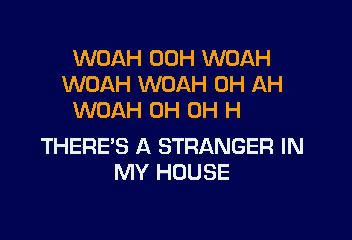 WOAH OOH WOAH
WOAH WOAH OH AH
WOAH OH OH H
THERE'S A STRANGER IN
MY HOUSE